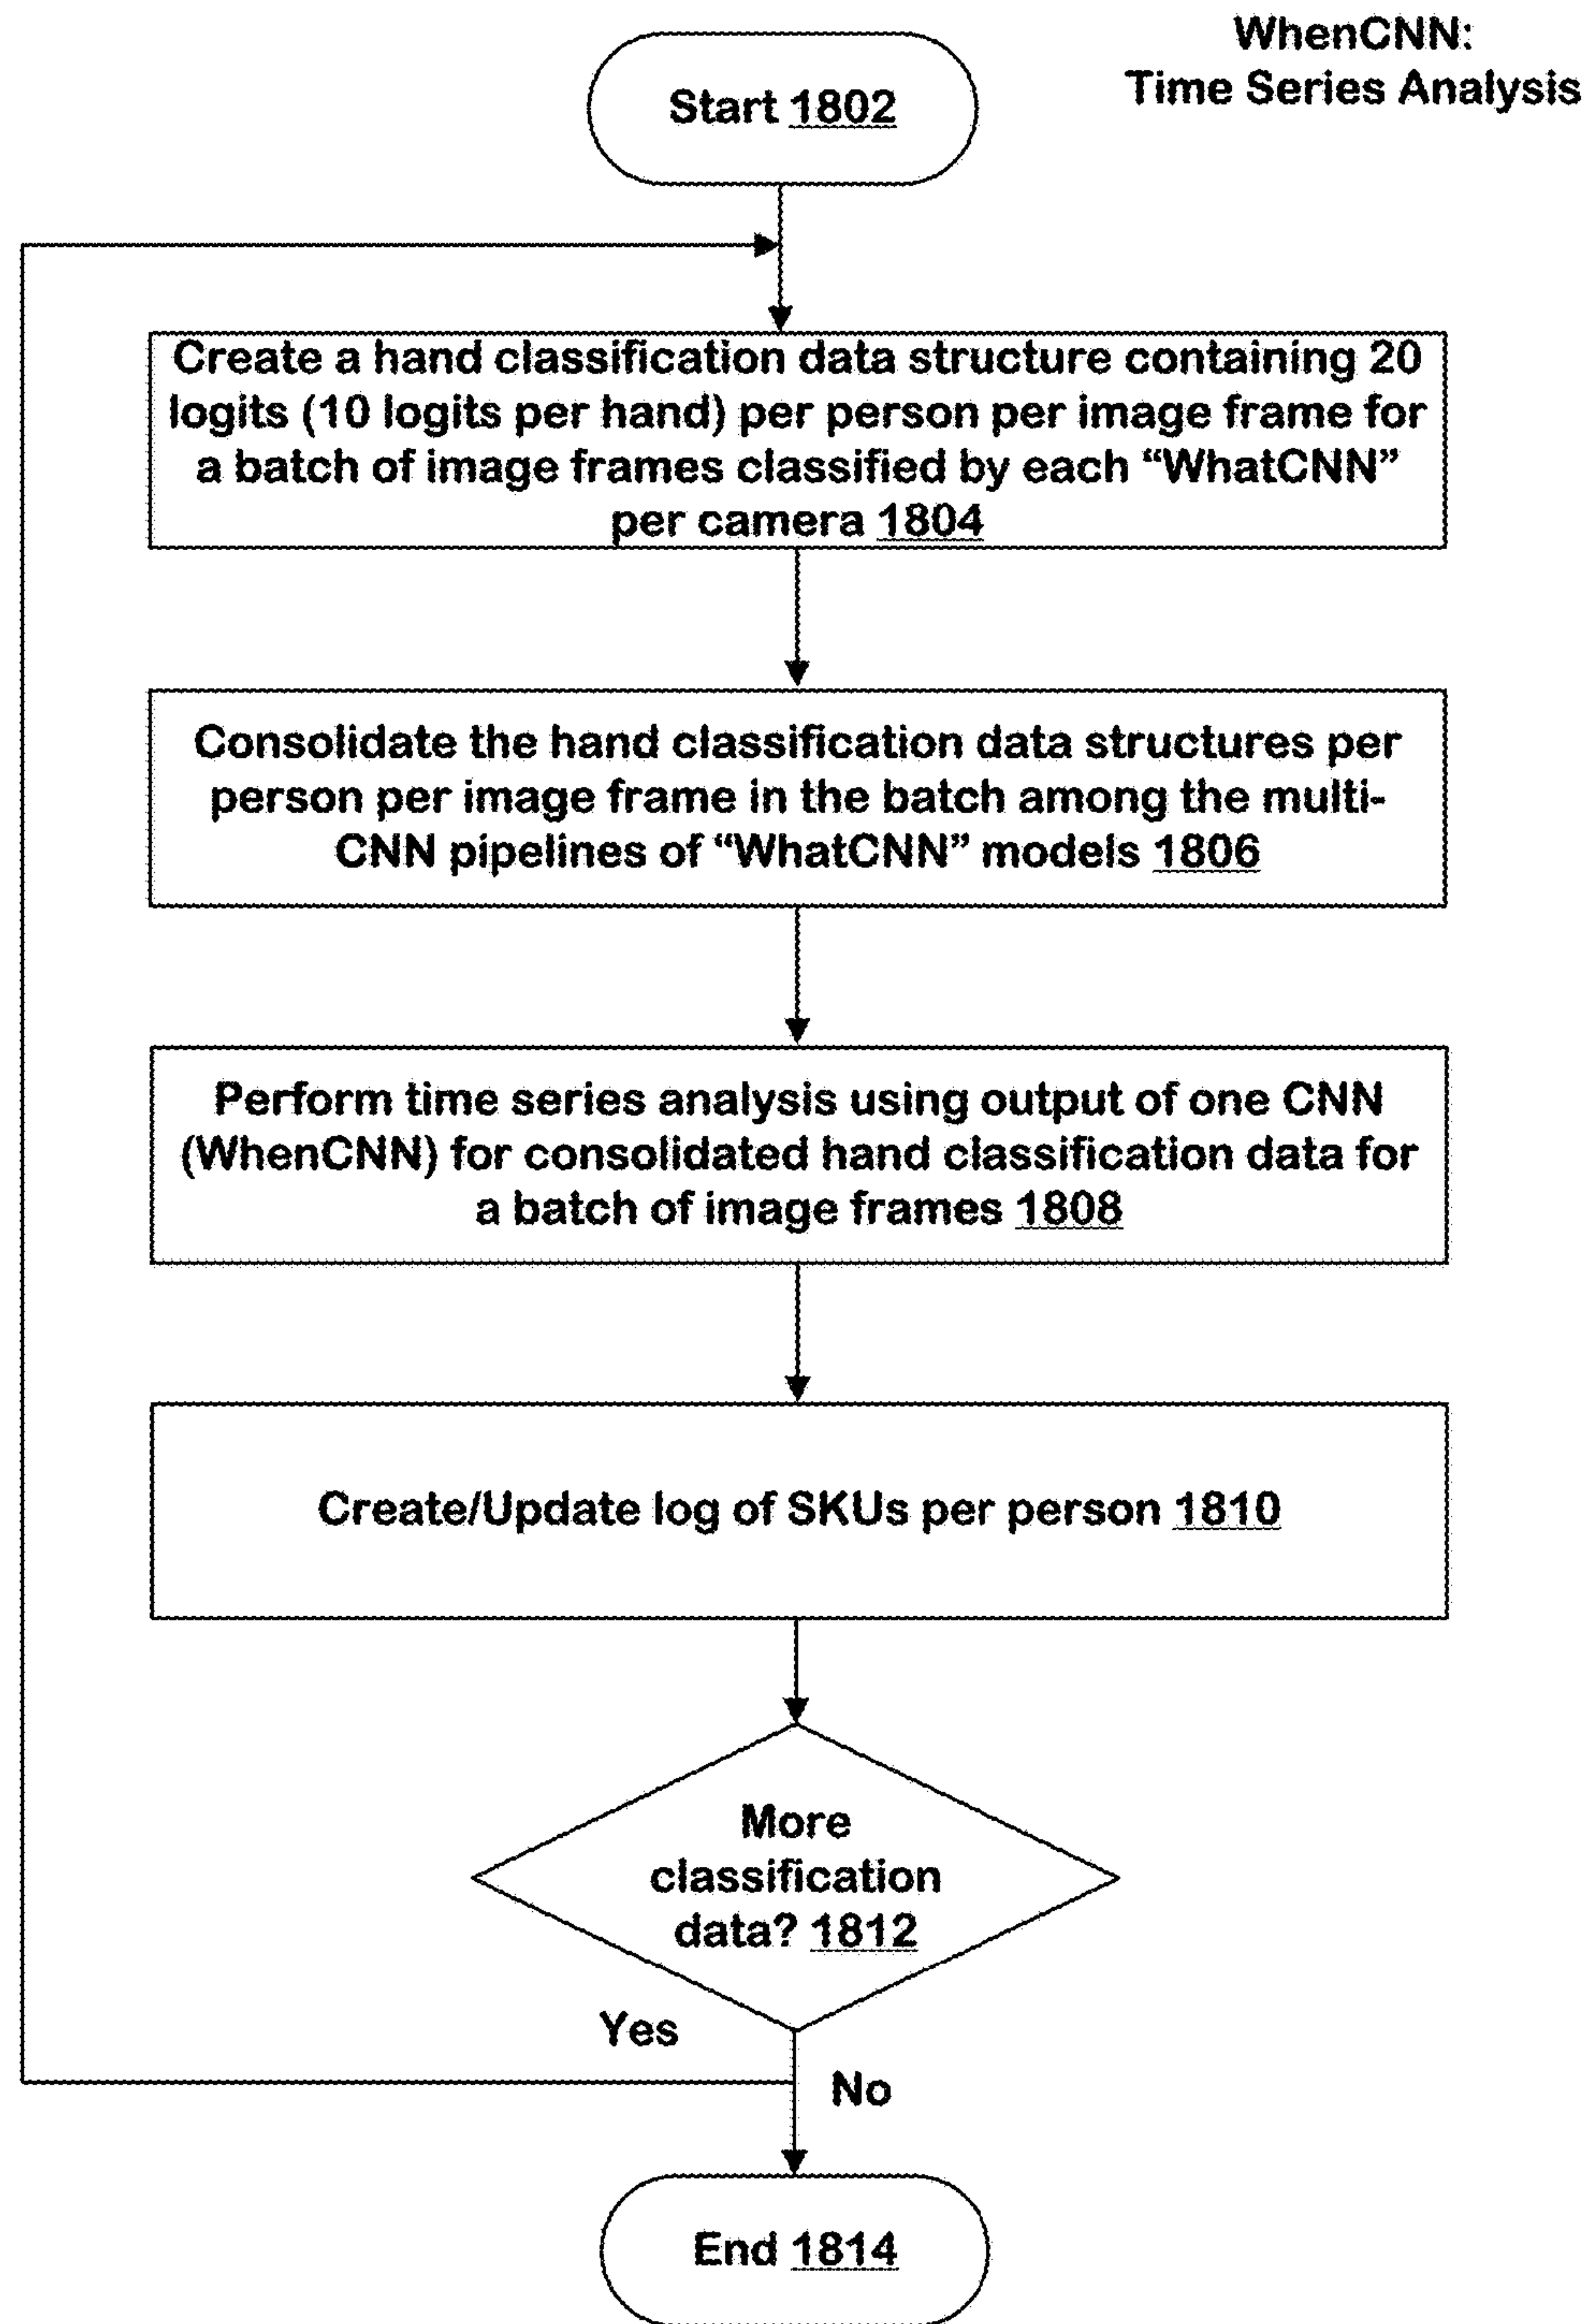 WhenCNN:
Time Series Analysis
Start 1802
Create a hand classification data structure containing 20
logits (10 logits per hand) per person per image frame for
a batch of image frames classified by each “WhatCNN”
per camera 1804
Consolidate the hand classification data structures per
person per image frame in the batch among the multi-
CNN pipelines of “WhatCNN” models 1806
Perform time series analysis using output of one CNN
(WhenCNN) for consolidated hand classification data for
a batch of image frames 1808
Create/Update log of SKUs per person 1810
More
classification
data? 1812
Yes
No
End 1814